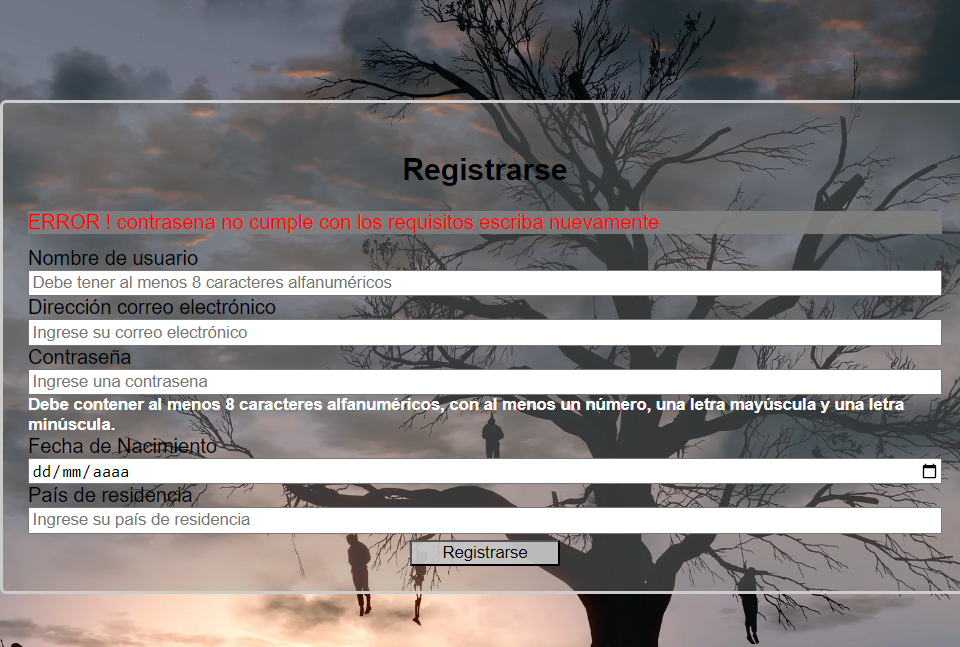 Registrarse
ERROR ! contrasena no cumple con los requisitos escriba nuevamente
Nombre de usuario
Debe tener al menos 8 caracteres alfanuméricos
Dirección correo electrónico
Ingrese su correo electrónico
Contraseña
Ingrese una contrasena
Debe contener al menos 8 caracteres alfanuméricos, con al menos un número, una letra mayúscula y una letra
minúscula.
Fecha de Nacimiento
dd/mm/aaaa
País de residencia
Ingrese su país de residencia
Registrarse